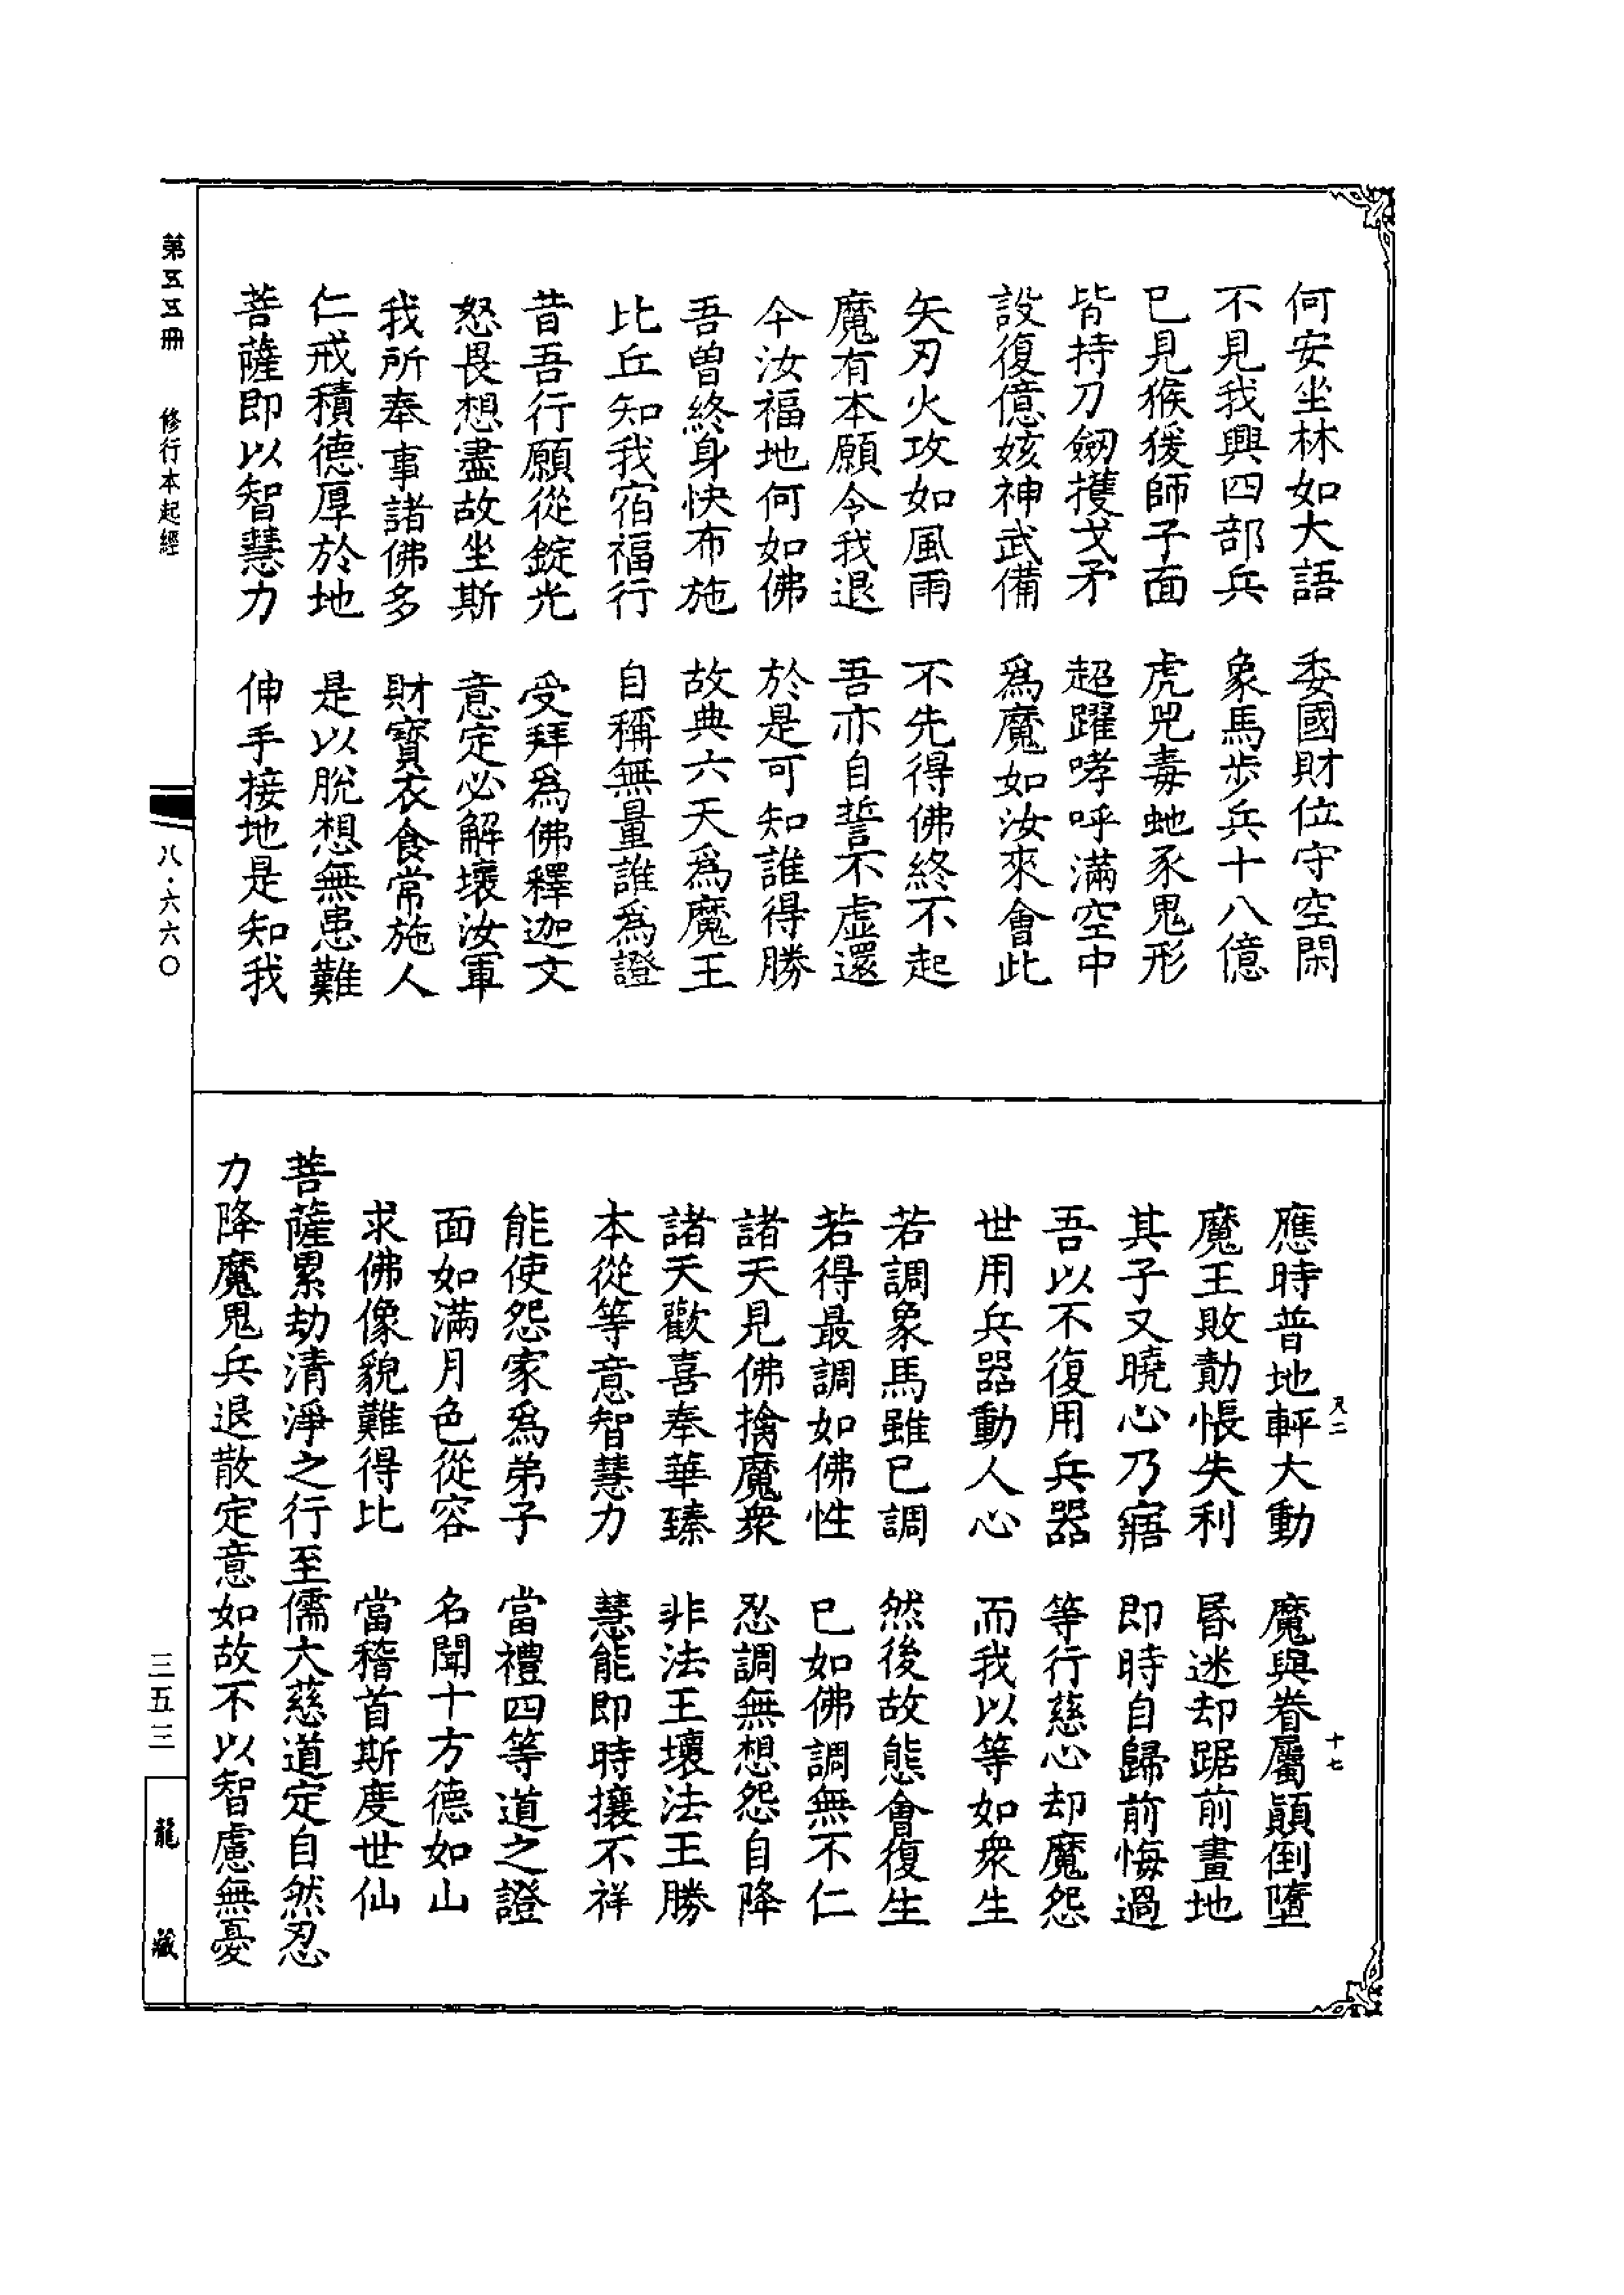 何安坐林如大語　委國財位守空閑
不見我興四部兵　象馬步兵十八億
已見猴猨師子面　虎兕毒虵豕鬼形
皆持刀劒擭戈矛　超躍哮呼滿空中
設復億姟神武備　爲魔如汝來會此
矢刃火攻如風雨　不先得佛終不起
魔有本願令我退　吾亦自誓不虛還
今汝福地何如佛　於是可知誰得勝
吾曾終身快布施　故典六天爲魔王
比丘知我宿福行　自稱無量誰爲證
昔吾行願從錠光　受拜爲佛釋迦文
怒畏想盡故坐斯　意定必解壞汝軍
我所奉事諸佛多　財寶衣食常施人
仁戒積德厚於地　是以脫想無患難
菩薩即以智慧力　伸手接地是知我
應時普地軯大動　魔與眷屬顚倒墮
魔王敗勣悵失利　昏迷却踞前畫地
其子又曉心乃寤　即時自歸前悔過
吾以不復用兵器　等行慈心却魔怨
世用兵器動人心　而我以等如衆生
若調象馬雖已調　然後故態會復生
若得最調如佛性　已如佛調無不仁
諸天見佛擒魔衆　忍調無想怨自降
諸天歡喜奉華臻　非法王壞法王勝
本從等意智慧力　慧能即時攘不祥
能使怨家爲弟子　當禮四等道之證
面如滿月色從容　名聞十方德如山
求佛像貌難得比　當稽首斯度世仙
菩薩累劫清淨之行至儒大慈道定自然忍
力降魔鬼兵退散定意如故不以智慮無憂
尺二　十七
第五五冊　修行本起經　八·六六〇　三五三　龍藏